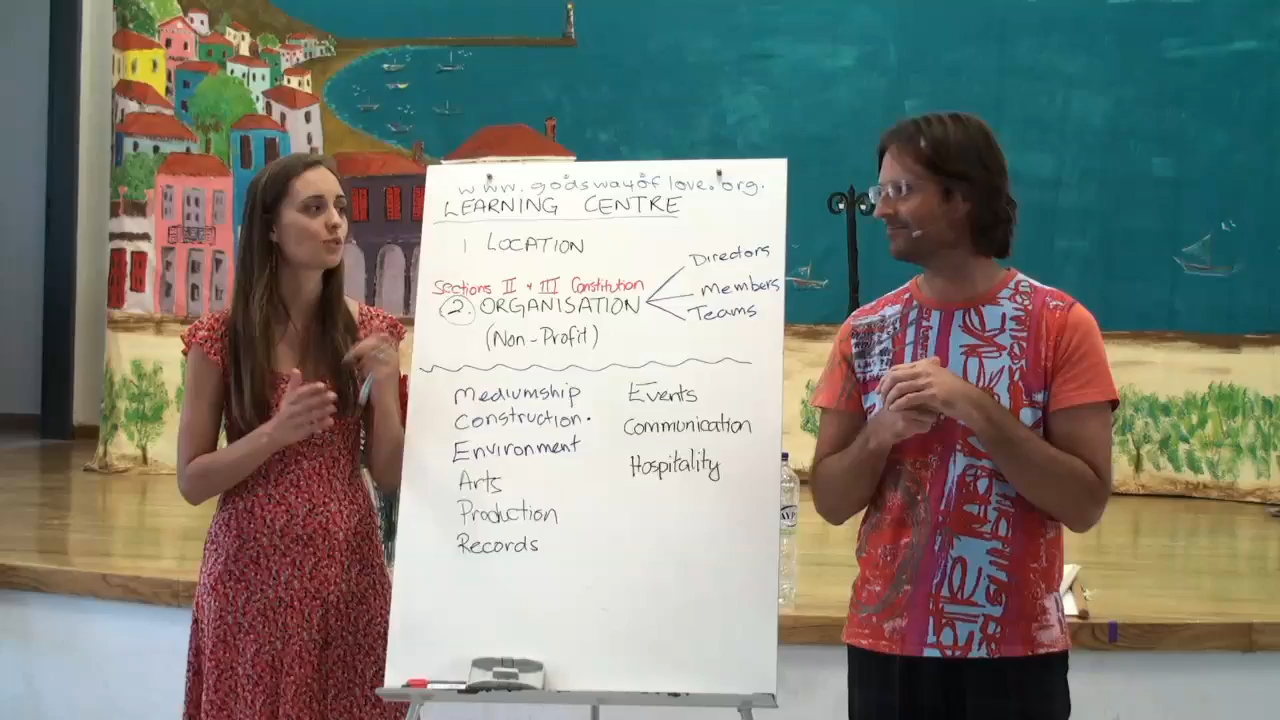 www.godswayoflove.org.
LEARNING CENTRE
1 LOCATION
Sections II + III Constitution
2. ORGANISATION
(Non-Profit)
Directors
members
Teams
Mediumship
Construction.
Environment
Arts
Production
Records
Events
Communication
Hospitality